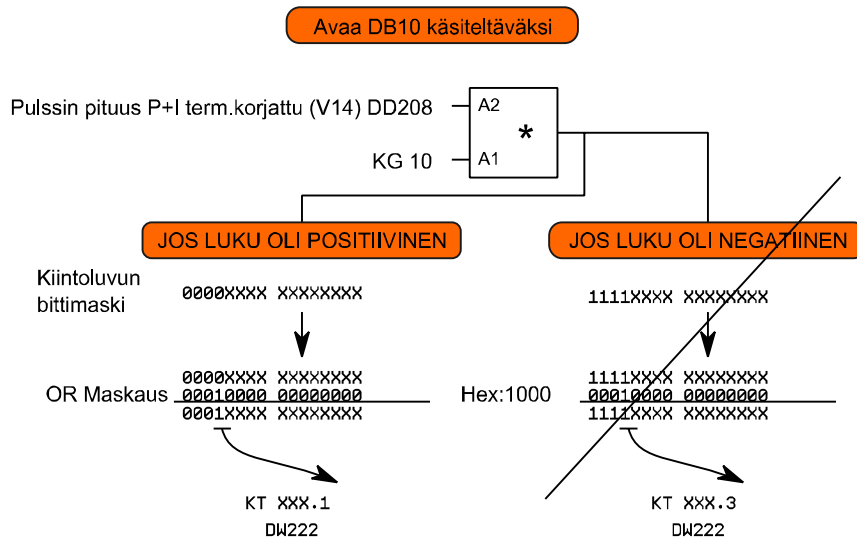 Avaa DB10 käsiteltäväksi
Pulssin pituus P+I term.korjattu (V14) DD208
A2
*
KG 10
A1
JOS LUKU OLI POSITIIVINEN
JOS LUKU OLI NEGATIINEN
Kiintoluvun
bittimaski
0000XXXX XXXXXXXX
1111XXXX XXXXXXXX
0000XXXX XXXXXXXX
1111XXXX XXXXXXXX
OR Maskaus
00010000 00000000
Hex:1000
00010000 00000000
0001XXXX XXXXXXXX
1111XXXX XXXXXXXX
KT XXX.1
KT XXX.3
DW222
DW222